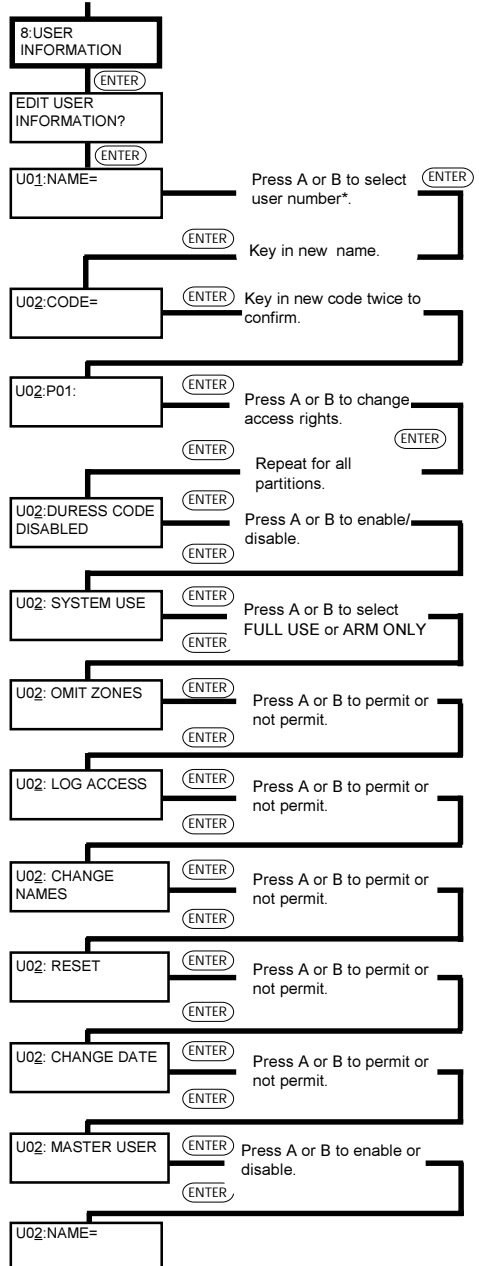 8:USER
INFORMATION
ENTER
EDIT USER
INFORMATION?
ENTER
U01:NAME=
Press A or B to select
user number*.
ENTER
ENTER
Key in new name.
U02:CODE=
ENTER
Key in new code twice to
confirm.
U02:P01:
ENTER
Press A or B to change
access rights.
ENTER
ENTER
Repeat for all
partitions.
U02:DURESS CODE
DISABLED
ENTER
Press A or B to enable/
disable.
ENTER
U02: SYSTEM USE
ENTER
Press A or B to select
FULL USE or ARM ONLY
ENTER
U02: OMIT ZONES
ENTER
Press A or B to permit or
not permit.
ENTER
U02: LOG ACCESS
ENTER
Press A or B to permit or
not permit.
ENTER
U02: CHANGE
NAMES
ENTER
Press A or B to permit or
not permit.
ENTER
U02: RESET
ENTER
Press A or B to permit or
not permit.
ENTER
U02: CHANGE DATE
ENTER
Press A or B to permit or
not permit.
ENTER
U02: MASTER USER
ENTER
Press A or B to enable or
disable.
ENTER
U02:NAME=